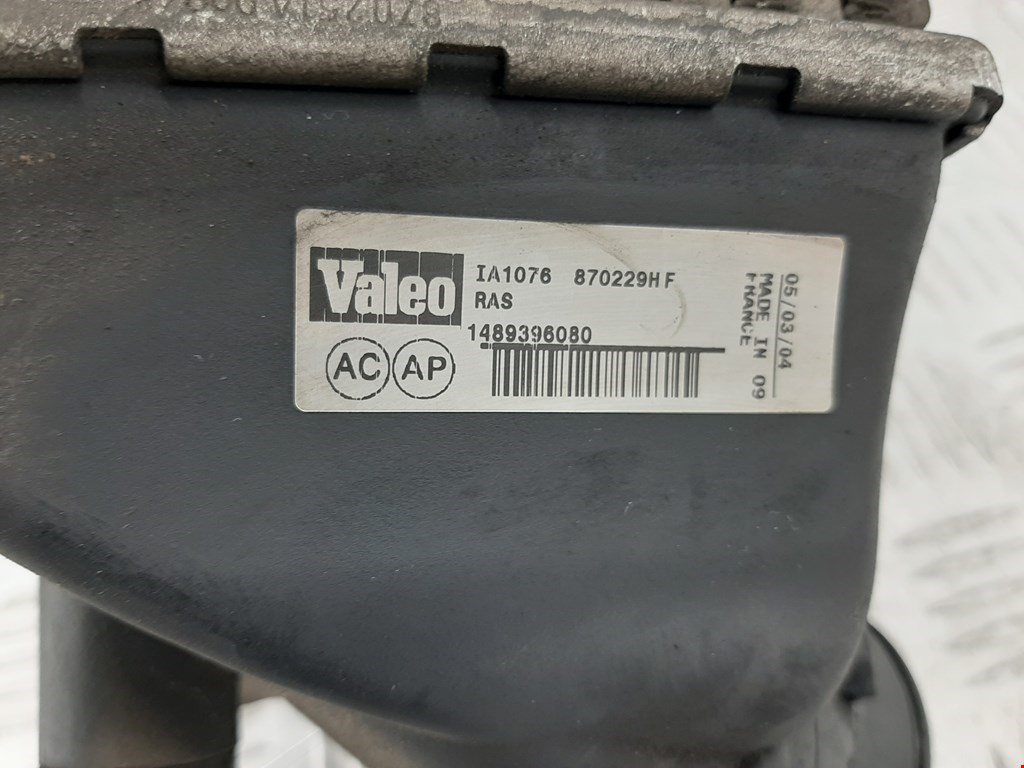 Valeo
IA1076 870229HF
RAS
1489396080
AC AP
05/03/04
MADE IN 09
FRANCE